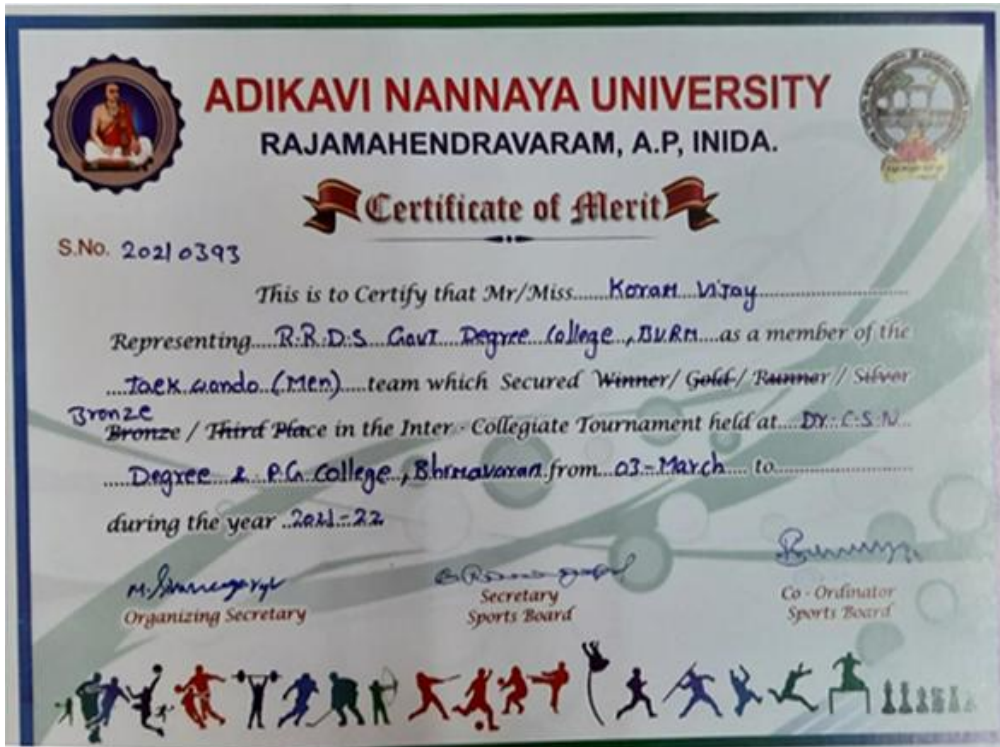 ADIKAVI NANNAYA UNIVERSITY
RAJAMAHENDRAVARAM, A.P, INIDA.
Certificate of Merit
S.No. 2021 0393
This is to Certify that Mr/Miss......Koram Vijay..................
Representing....R.R.D.S Govt Degree College, BVRM...as a member of the
....Taekwondo (Men)....team which Secured Winner / Gold / Runner / Silver
Bronze
Bronze / Third Place in the Inter - Collegiate Tournament held at....Dr. C.S.N...
....Degree & P.G College, Bhimavaram.from...03-March....to..................
during the year ..2021-22
Organizing Secretary
Secretary
Sports Board
Co - Ordinator
Sports Board